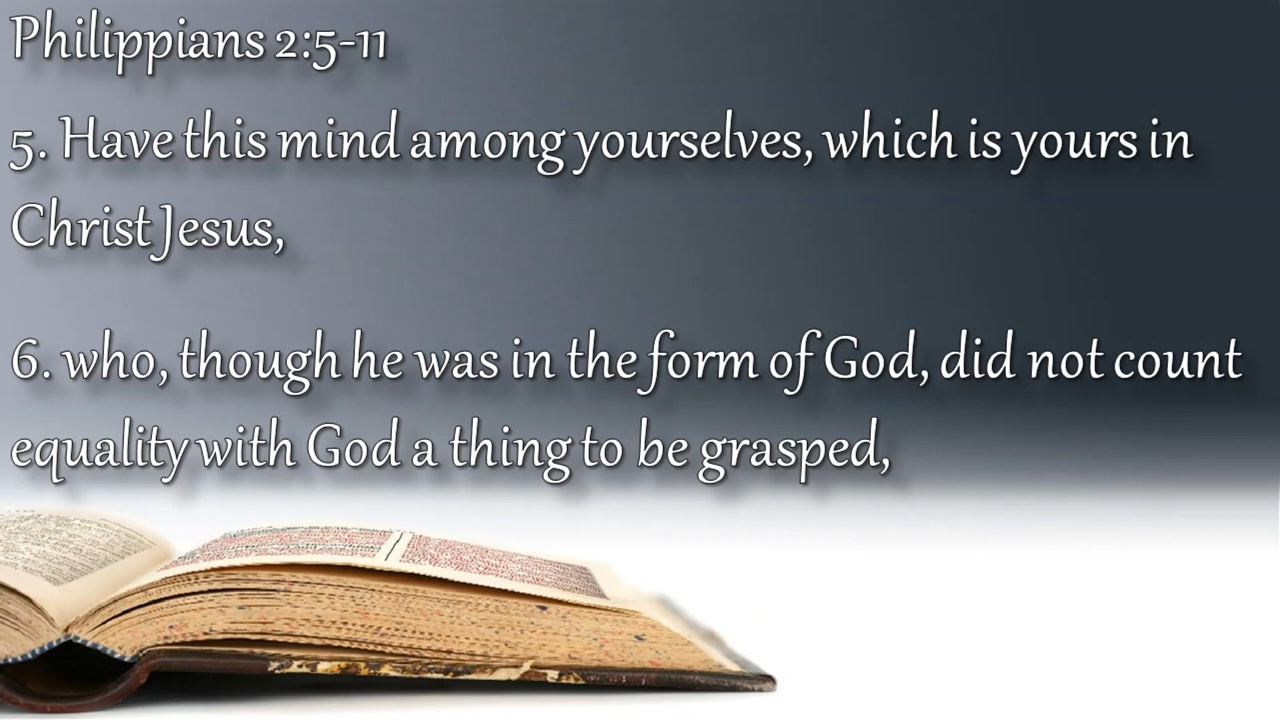 Philippians 2:5-11
5. Have this mind among yourselves, which is yours in
Christ Jesus,
6. who, though he was in the form of God, did not count
equality with God a thing to be grasped,